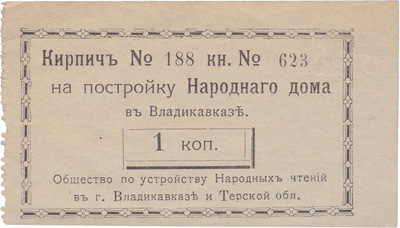 Кирпичъ № 188 кн. № 623
на постройку Народнаго дома
въ Владикавказѣ.
1 коп.
Общество по устройству Народныхъ чтеній
въ г. Владикавказѣ и Терской обл.